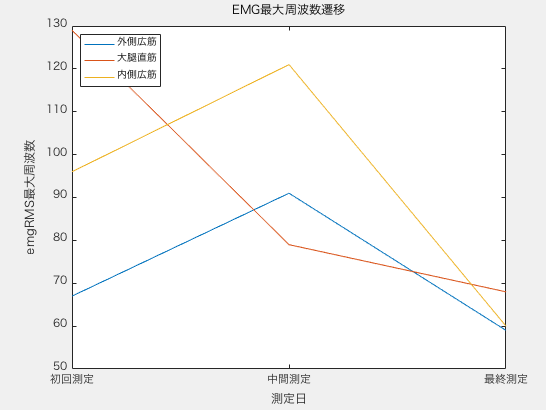 EMG最大周波数遷移
外側広筋
大腿直筋
内側広筋
emgRMS最大周波数
130
120
110
100
90
80
70
60
50
初回測定
中間測定
最終測定
測定日